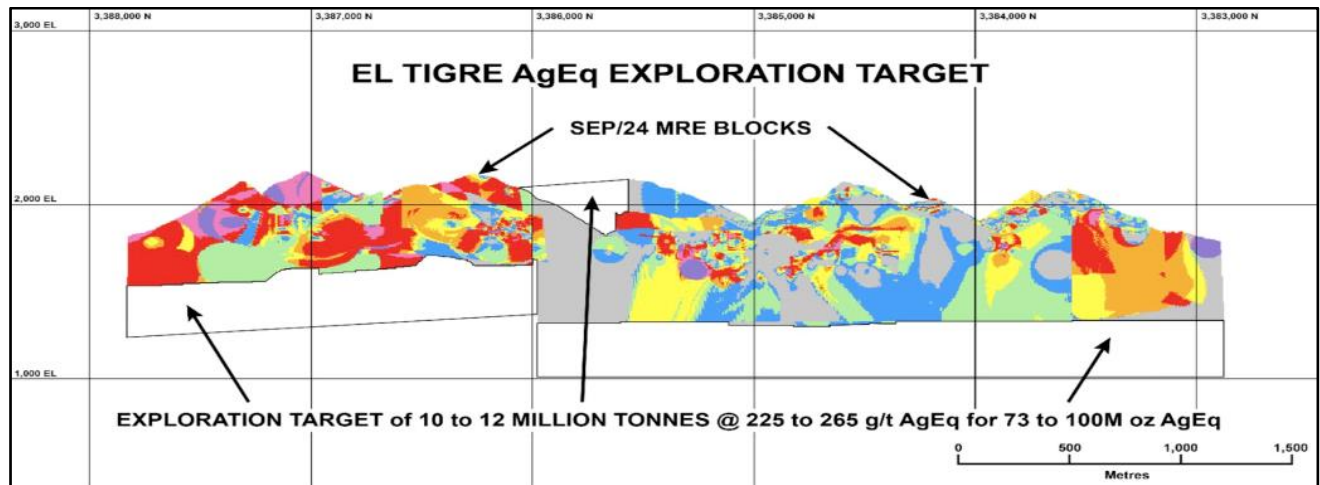 3,388,000 N 3,387,000 N 3,386,000 N 3,385,000 N 3,384,000 N 3,383,000 N
3,000 EL
EL TIGRE AgEq EXPLORATION TARGET
SEP/24 MRE BLOCKS
2,000 EL
1,000 EL
EXPLORATION TARGET of 10 to 12 MILLION TONNES @ 225 to 265 g/t AgEq for 73 to 100M oz AgEq
0 500 1,000 1,500
Metres